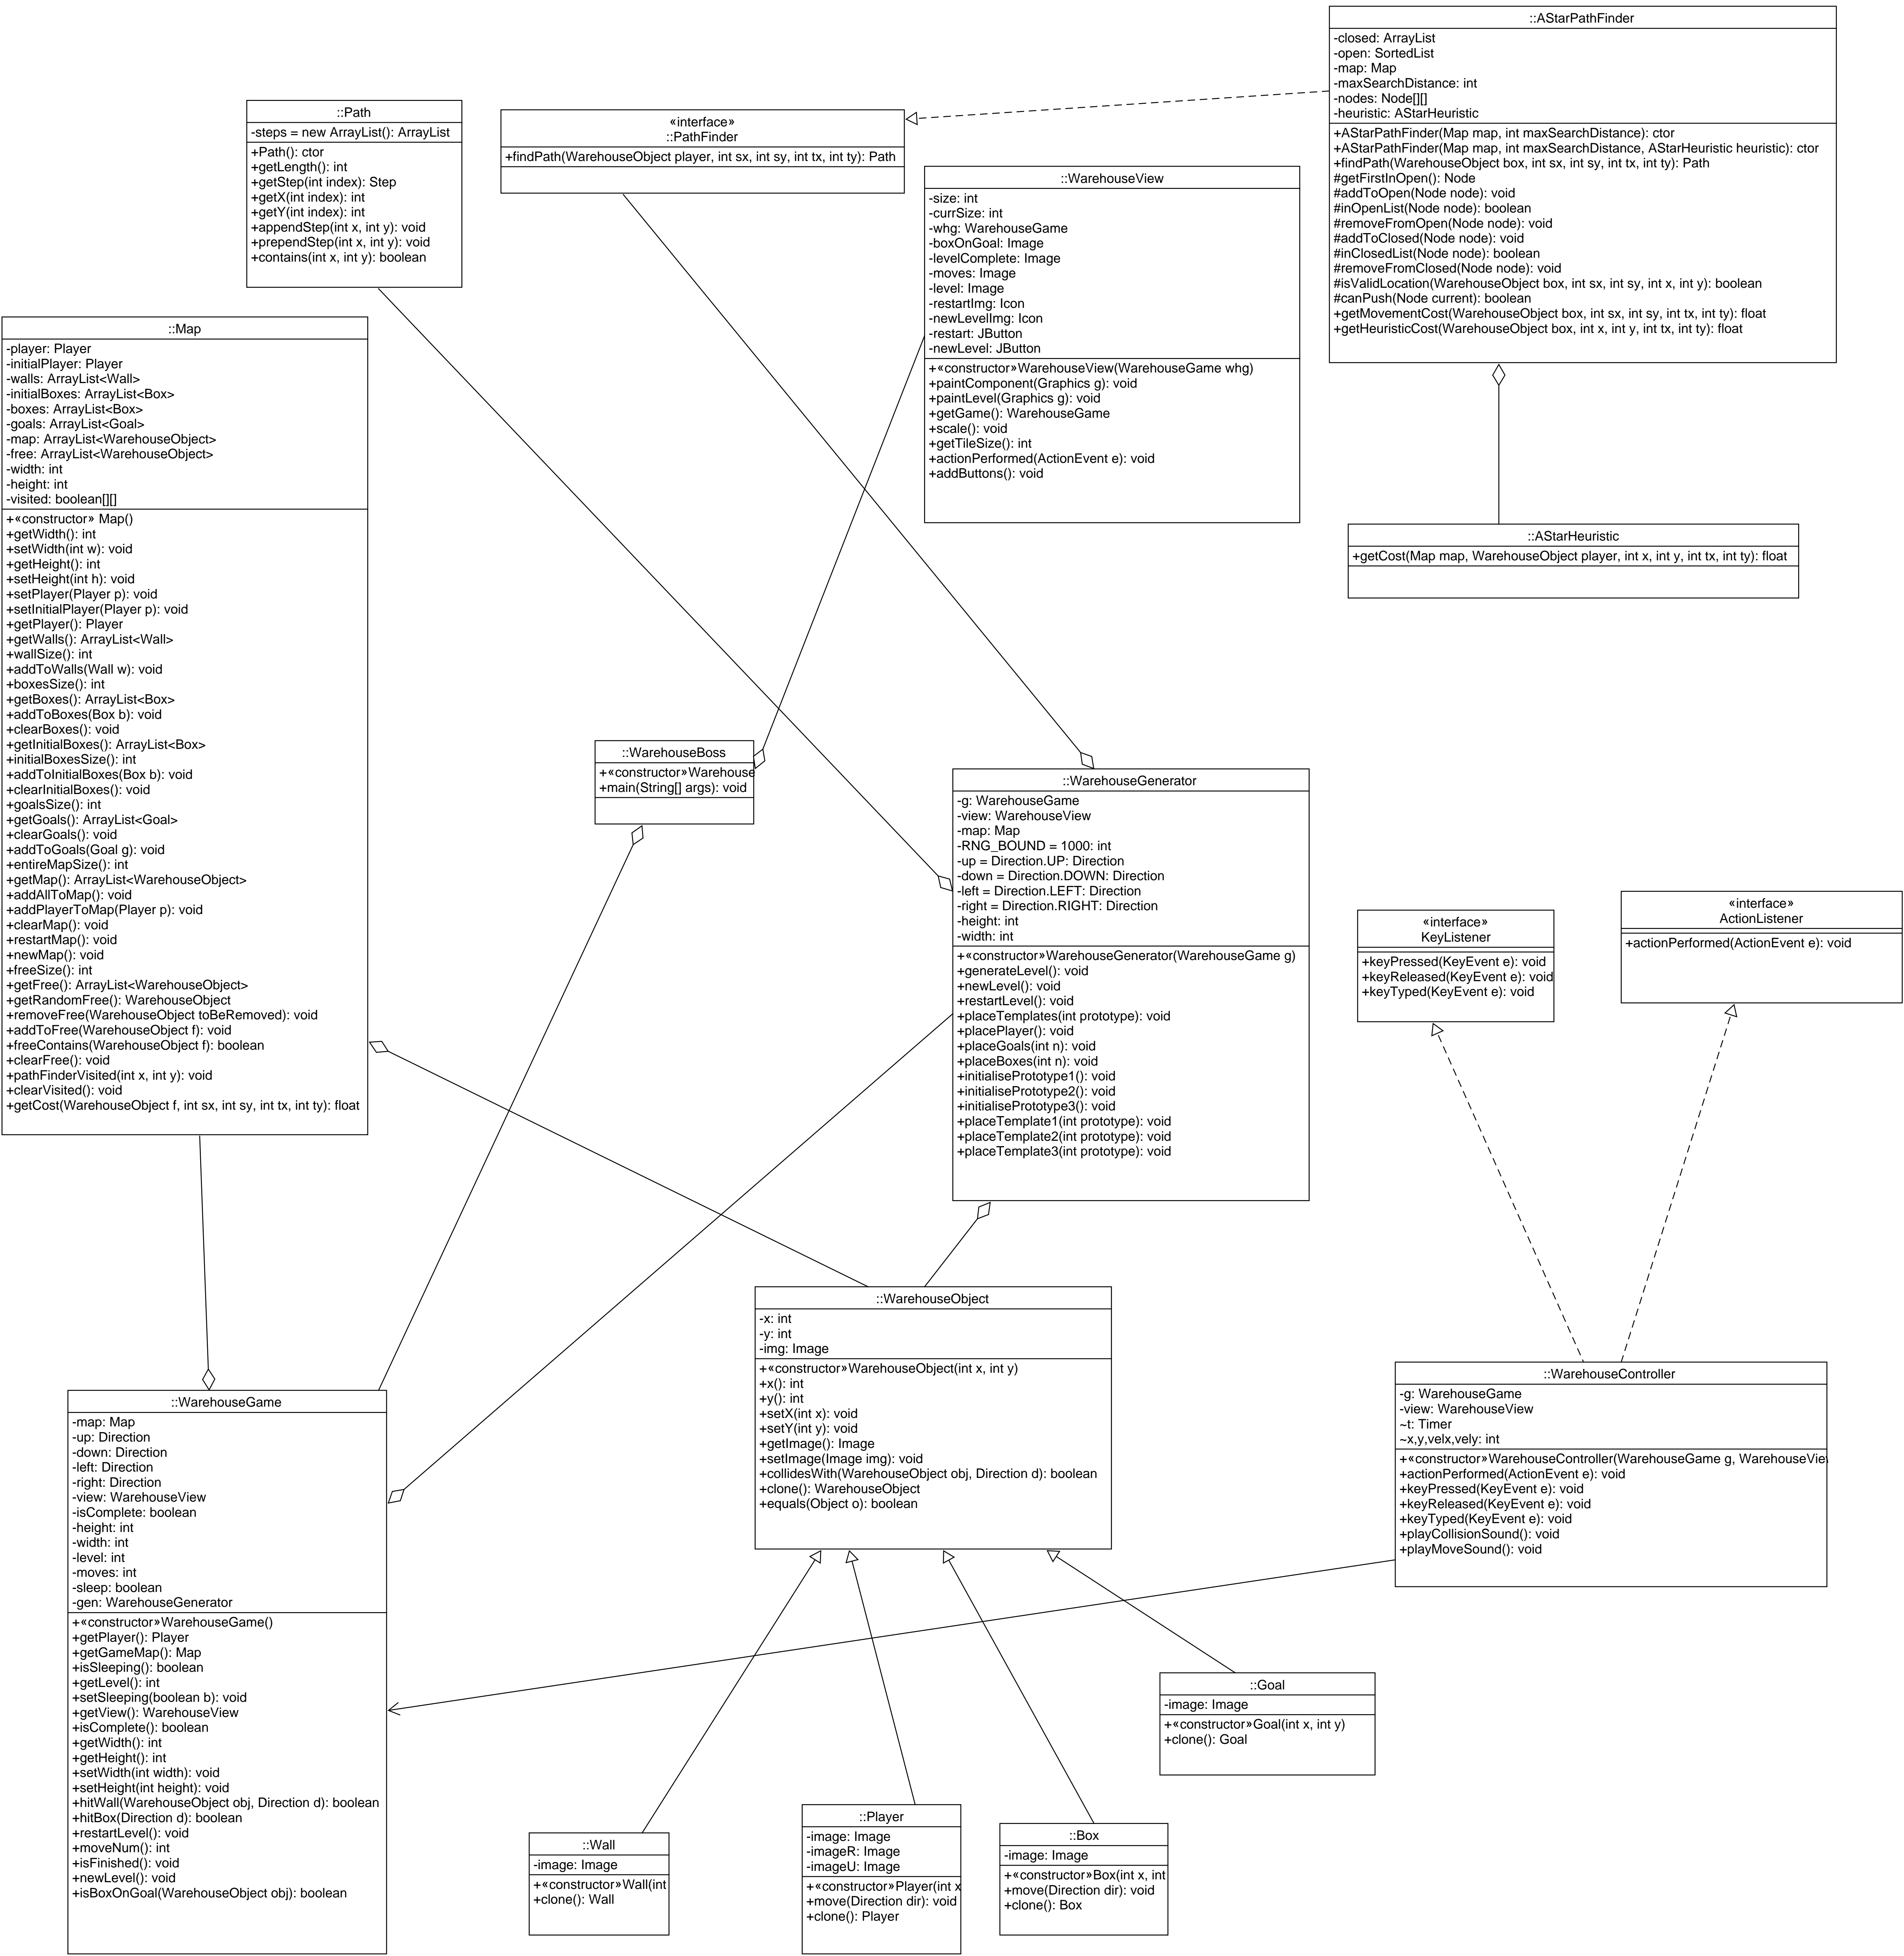 ::AStarPathFinder
-closed: ArrayList
-open: SortedList
-map: Map
-maxSearchDistance: int
-nodes: Node[][]
-heuristic: AStarHeuristic
+AStarPathFinder(Map map, int maxSearchDistance): ctor
+AStarPathFinder(Map map, int maxSearchDistance, AStarHeuristic heuristic): ctor
+findPath(WarehouseObject box, int sx, int sy, int tx, int ty): Path
#getFirstInOpen(): Node
#addToOpen(Node node): void
#inOpenList(Node node): boolean
#removeFromOpen(Node node): void
#addToClosed(Node node): void
#inClosedList(Node node): boolean
#removeFromClosed(Node node): void
#isValidLocation(WarehouseObject box, int sx, int sy, int x, int y): boolean
#canPush(Node current): boolean
+getMovementCost(WarehouseObject box, int sx, int sy, int tx, int ty): float
+getHeuristicCost(WarehouseObject box, int x, int y, int tx, int ty): float
::Path
-steps = new ArrayList(): ArrayList
+Path(): ctor
+getLength(): int
+getStep(int index): Step
+getX(int index): int
+getY(int index): int
+appendStep(int x, int y): void
+prependStep(int x, int y): void
+contains(int x, int y): boolean
«interface»
::PathFinder
+findPath(WarehouseObject player, int sx, int sy, int tx, int ty): Path
::WarehouseView
-size: int
-currSize: int
-whg: WarehouseGame
-boxOnGoal: Image
-levelComplete: Image
-moves: Image
-level: Image
-restartImg: Icon
-newLevelImg: Icon
-restart: JButton
-newLevel: JButton
+«constructor»WarehouseView(WarehouseGame whg)
+paintComponent(Graphics g): void
+paintLevel(Graphics g): void
+getGame(): WarehouseGame
+scale(): void
+getTileSize(): int
+actionPerformed(ActionEvent e): void
+addButtons(): void
::Map
-player: Player
-initialPlayer: Player
-walls: ArrayList<Wall>
-initialBoxes: ArrayList<Box>
-boxes: ArrayList<Box>
-goals: ArrayList<Goal>
-map: ArrayList<WarehouseObject>
-free: ArrayList<WarehouseObject>
-width: int
-height: int
-visited: boolean[][]
+«constructor» Map()
+getWidth(): int
+setWidth(int w): void
+getHeight(): int
+setHeight(int h): void
+setPlayer(Player p): void
+setInitialPlayer(Player p): void
+getPlayer(): Player
+getWalls(): ArrayList<Wall>
+wallSize(): int
+addToWalls(Wall w): void
+boxesSize(): int
+getBoxes(): ArrayList<Box>
+addToBoxes(Box b): void
+clearBoxes(): void
+getInitialBoxes(): ArrayList<Box>
+initialBoxesSize(): int
+addToInitialBoxes(Box b): void
+clearInitialBoxes(): void
+goalsSize(): int
+getGoals(): ArrayList<Goal>
+clearGoals(): void
+addToGoals(Goal g): void
+entireMapSize(): int
+getMap(): ArrayList<WarehouseObject>
+addAllToMap(): void
+addPlayerToMap(Player p): void
+clearMap(): void
+restartMap(): void
+newMap(): void
+freeSize(): int
+getFree(): ArrayList<WarehouseObject>
+getRandomFree(): WarehouseObject
+removeFree(WarehouseObject toBeRemoved): void
+addToFree(WarehouseObject f): void
+freeContains(WarehouseObject f): boolean
+clearFree(): void
+pathFinderVisited(int x, int y): void
+clearVisited(): void
+getCost(WarehouseObject f, int sx, int sy, int tx, int ty): float
::AStarHeuristic
+getCost(Map map, WarehouseObject player, int x, int y, int tx, int ty): float
::WarehouseBoss
+«constructor»Warehouse
+main(String[] args): void
::WarehouseGenerator
-g: WarehouseGame
-view: WarehouseView
-map: Map
-RNG_BOUND = 1000: int
-up = Direction.UP: Direction
-down = Direction.DOWN: Direction
-left = Direction.LEFT: Direction
-right = Direction.RIGHT: Direction
-height: int
-width: int
+«constructor»WarehouseGenerator(WarehouseGame g)
+generateLevel(): void
+newLevel(): void
+restartLevel(): void
+placeTemplates(int prototype): void
+placePlayer(): void
+placeGoals(int n): void
+placeBoxes(int n): void
+initialisePrototype1(): void
+initialisePrototype2(): void
+initialisePrototype3(): void
+placeTemplate1(int prototype): void
+placeTemplate2(int prototype): void
+placeTemplate3(int prototype): void
«interface»
KeyListener
+keyPressed(KeyEvent e): void
+keyReleased(KeyEvent e): void
+keyTyped(KeyEvent e): void
«interface»
ActionListener
+actionPerformed(ActionEvent e): void
::WarehouseObject
-x: int
-y: int
-img: Image
+«constructor»WarehouseObject(int x, int y)
+x(): int
+y(): int
+setX(int x): void
+setY(int y): void
+getImage(): Image
+setImage(Image img): void
+collidesWith(WarehouseObject obj, Direction d): boolean
+clone(): WarehouseObject
+equals(Object o): boolean
::WarehouseController
-g: WarehouseGame
-view: WarehouseView
~t: Timer
~x,y,velx,vely: int
+«constructor»WarehouseController(WarehouseGame g, WarehouseVie
+actionPerformed(ActionEvent e): void
+keyPressed(KeyEvent e): void
+keyReleased(KeyEvent e): void
+keyTyped(KeyEvent e): void
+playCollisionSound(): void
+playMoveSound(): void
::WarehouseGame
-map: Map
-up: Direction
-down: Direction
-left: Direction
-right: Direction
-view: WarehouseView
-isComplete: boolean
-height: int
-width: int
-level: int
-moves: int
-sleep: boolean
-gen: WarehouseGenerator
+«constructor»WarehouseGame()
+getPlayer(): Player
+getGameMap(): Map
+isSleeping(): boolean
+getLevel(): int
+setSleeping(boolean b): void
+getView(): WarehouseView
+isComplete(): boolean
+getWidth(): int
+getHeight(): int
+setWidth(int width): void
+setHeight(int height): void
+hitWall(WarehouseObject obj, Direction d): boolean
+hitBox(Direction d): boolean
+restartLevel(): void
+moveNum(): int
+isFinished(): void
+newLevel(): void
+isBoxOnGoal(WarehouseObject obj): boolean
::Goal
-image: Image
+«constructor»Goal(int x, int y)
+clone(): Goal
::Wall
-image: Image
+«constructor»Wall(int
+clone(): Wall
::Player
-image: Image
-imageR: Image
-imageU: Image
+«constructor»Player(int x
+move(Direction dir): void
+clone(): Player
::Box
-image: Image
+«constructor»Box(int x, int
+move(Direction dir): void
+clone(): Box